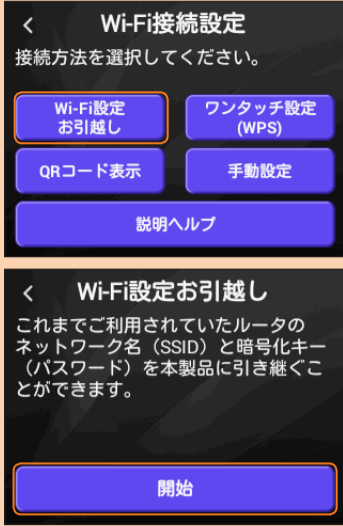 Wi-Fi接続設定
接続方法を選択してください。
Wi-Fi設定
お引越し
ワンタッチ設定
(WPS)
QRコード表示
手動設定
説明ヘルプ
Wi-Fi設定お引越し
これまでご利用されていたルータの
ネットワーク名（SSID）と暗号化キー
（パスワード）を本製品に引き継ぐこ
とができます。
開始